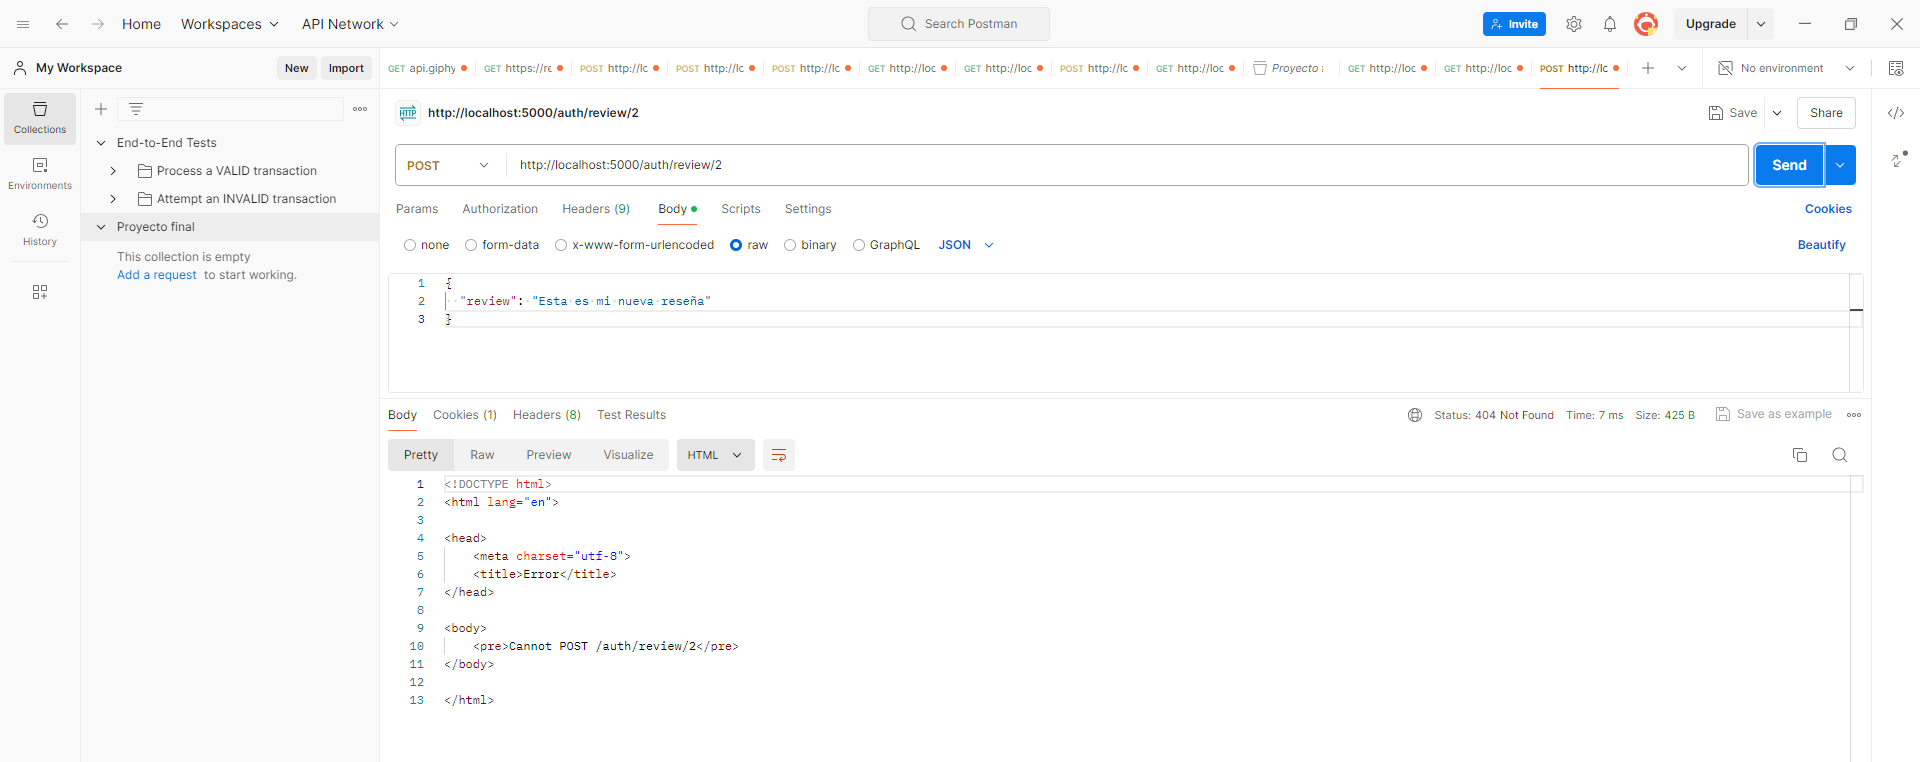 Home Workspaces API Network Search Postman Invite Upgrade
My Workspace New Import GET api.giphy GET https://re POST http://lc POST http://lc POST http://lc GET http://loc GET http://loc POST http://lc GET http://loc Proyecto GET http://loc GET http://loc POST http://lc No environment
Collections
Environments
History
End-to-End Tests
Process a VALID transaction
Attempt an INVALID transaction
Proyecto final
This collection is empty
Add a request to start working.
HTTP http://localhost:5000/auth/review/2 Save Share
POST http://localhost:5000/auth/review/2 Send
Params Authorization Headers (9) Body Scripts Settings Cookies
none form-data x-www-form-urlencoded raw binary GraphQL JSON Beautify
1 {
2 "review": "Esta es mi nueva reseña"
3 }
Body Cookies (1) Headers (8) Test Results Status: 404 Not Found Time: 7 ms Size: 425 B Save as example
Pretty Raw Preview Visualize HTML
1 <!DOCTYPE html>
2 <html lang="en">
3
4 <head>
5 <meta charset="utf-8">
6 <title>Error</title>
7 </head>
8
9 <body>
10 <pre>Cannot POST /auth/review/2</pre>
11 </body>
12
13 </html>